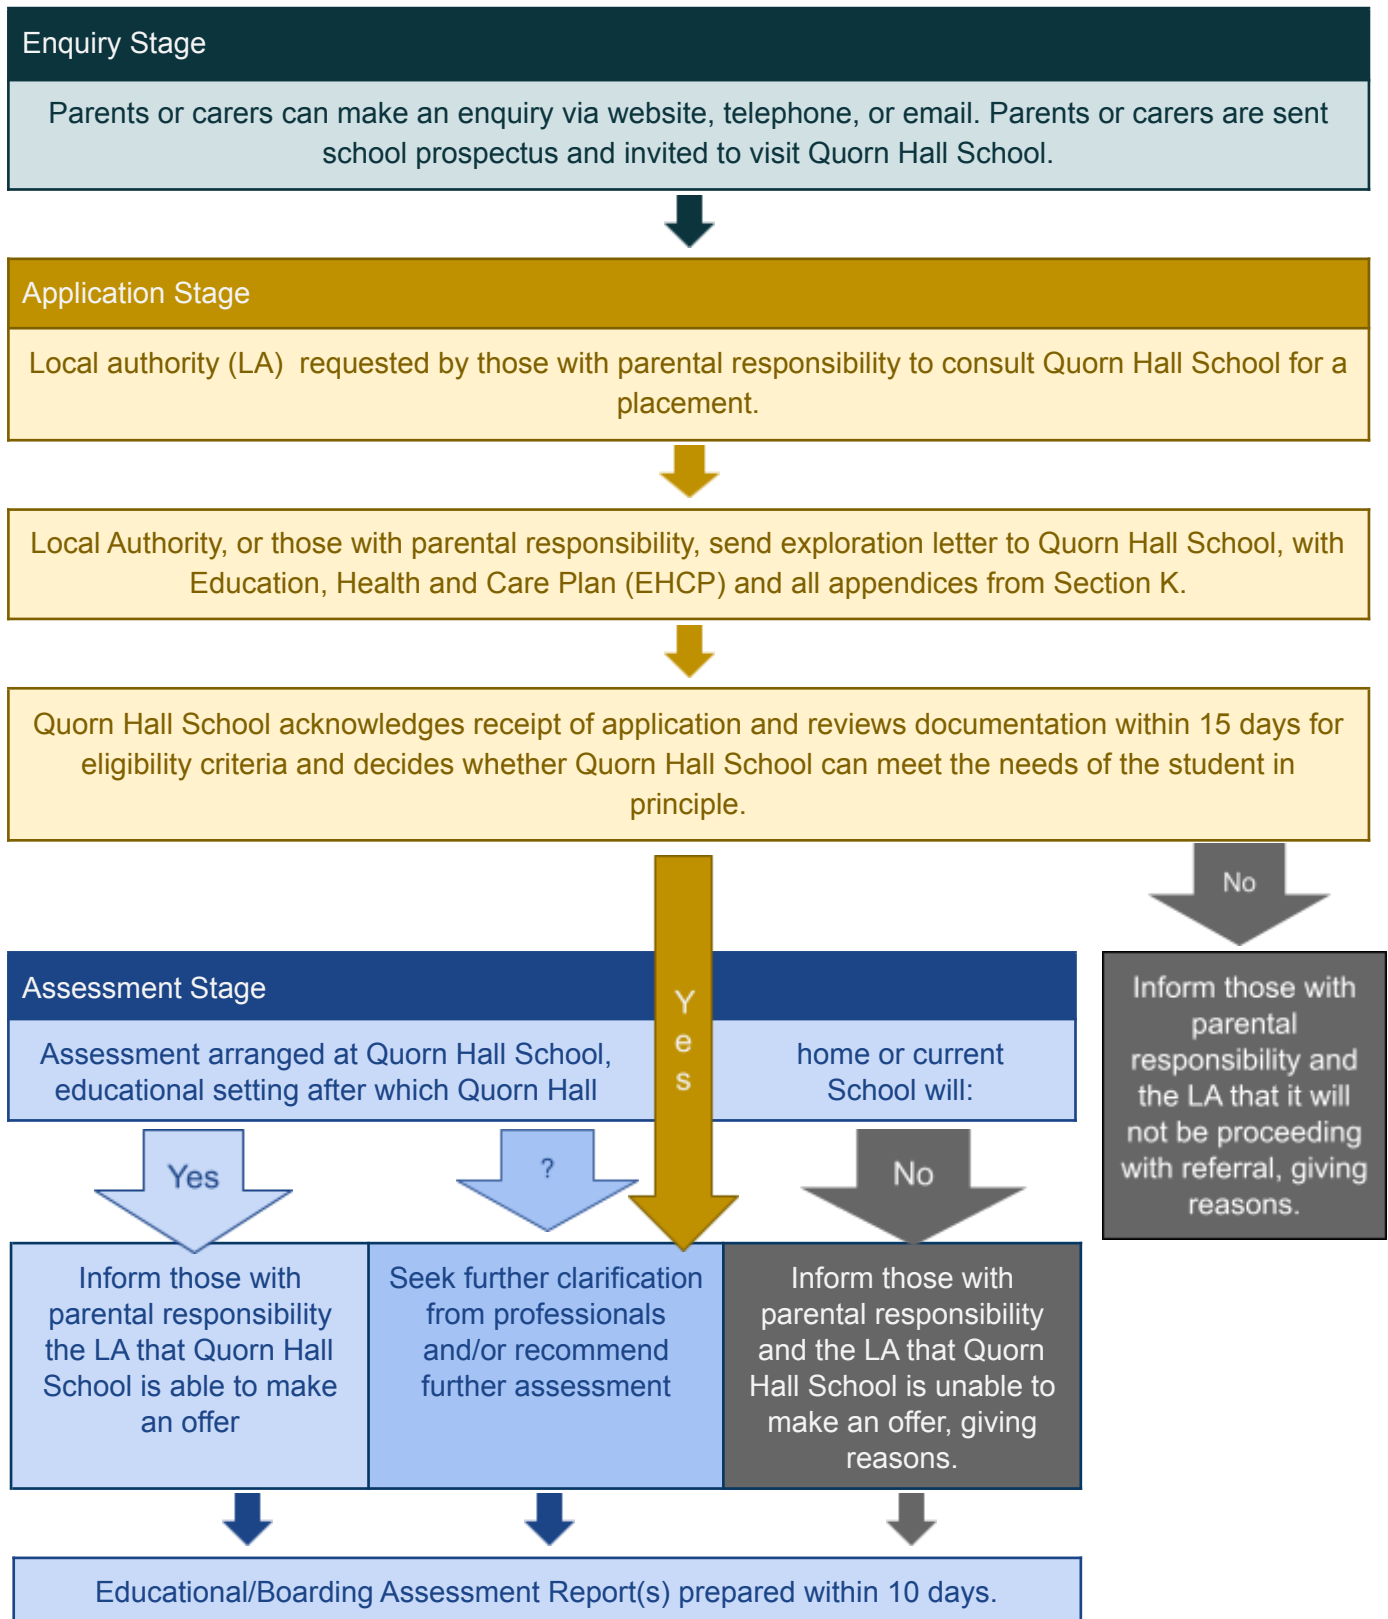 Enquiry Stage
Parents or carers can make an enquiry via website, telephone, or email. Parents or carers are sent
school prospectus and invited to visit Quorn Hall School.
Application Stage
Local authority (LA)  requested by those with parental responsibility to consult Quorn Hall School for a
placement.
Local Authority, or those with parental responsibility, send exploration letter to Quorn Hall School, with
Education, Health and Care Plan (EHCP) and all appendices from Section K.
Quorn Hall School acknowledges receipt of application and reviews documentation within 15 days for
eligibility criteria and decides whether Quorn Hall School can meet the needs of the student in
principle.
No
Inform those with
parental
responsibility and
the LA that it will
not be proceeding
with referral, giving
reasons.
Yes
Assessment Stage
Assessment arranged at Quorn Hall School, home or current
educational setting after which Quorn Hall School will:
Yes
?
No
Inform those with
parental responsibility
the LA that Quorn Hall
School is able to make
an offer
Seek further clarification
from professionals
and/or recommend
further assessment
Inform those with
parental responsibility
and the LA that Quorn
Hall School is unable to
make an offer, giving
reasons.
Educational/Boarding Assessment Report(s) prepared within 10 days.